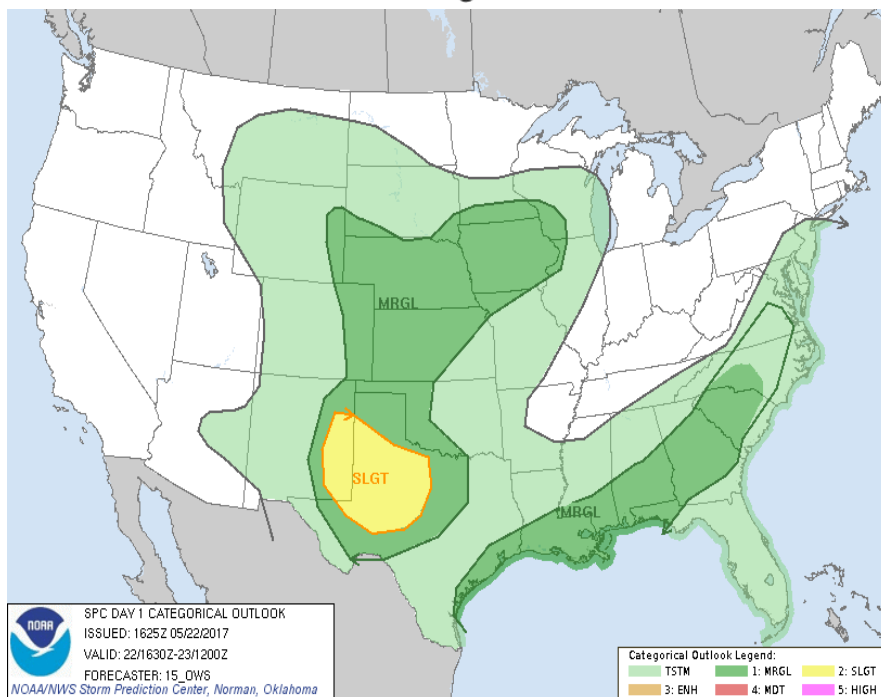 MRGL
SLGT
MRGL
NOAA
SPC DAY 1 CATEGORICAL OUTLOOK
ISSUED: 1625Z 05/22/2017
VALID: 22/1630Z-23/1200Z
FORECASTER: 15_OWS
NOAA/NWS Storm Prediction Center, Norman, Oklahoma
Categorical Outlook Legend:
TSTM 1: MRGL 2: SLGT
3: ENH 4: MDT 5: HIGH